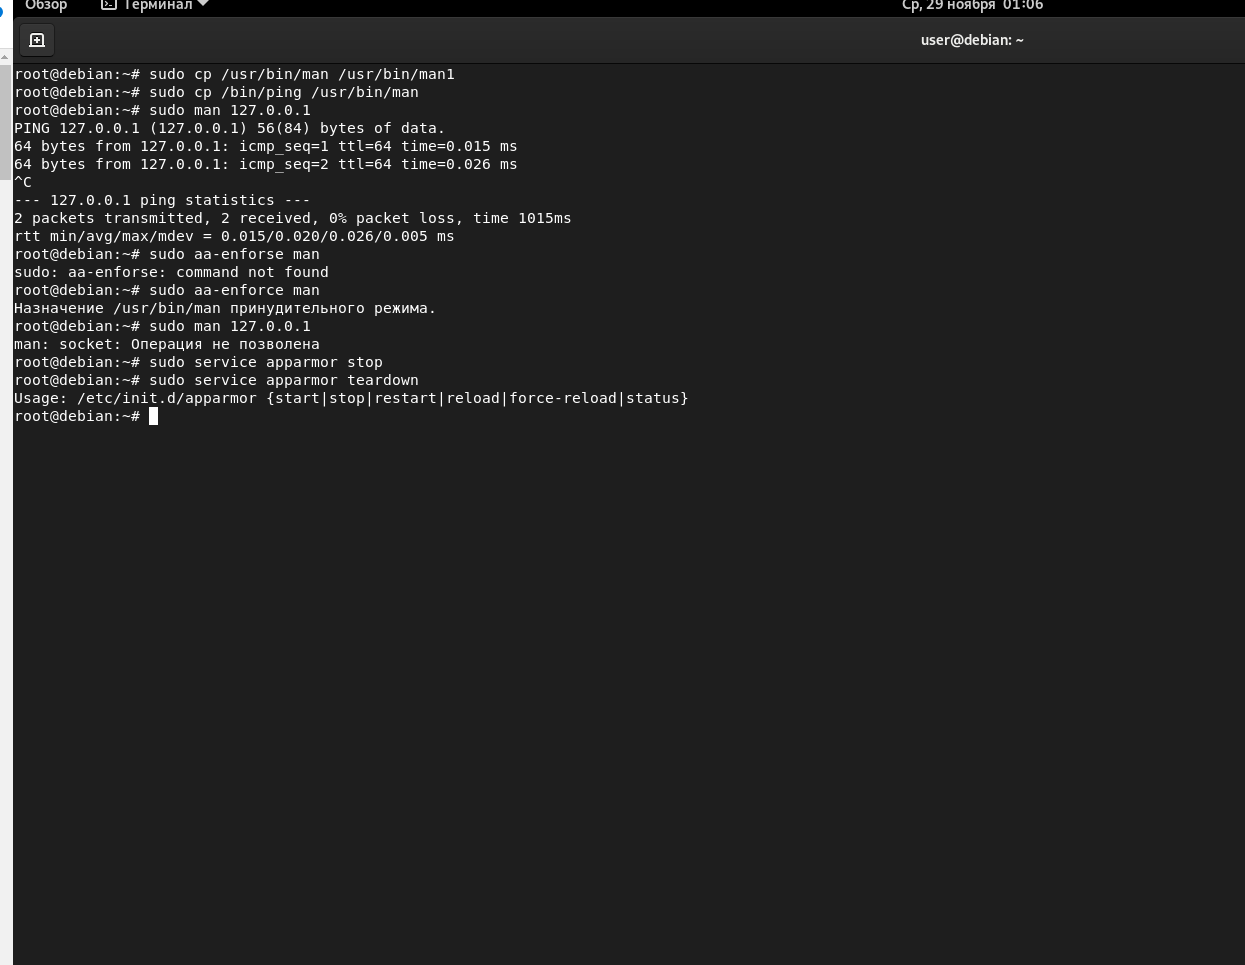 Обзор Терминал Ср, 29 ноября 01:06
user@debian: ~
root@debian:~# sudo cp /usr/bin/man /usr/bin/man1
root@debian:~# sudo cp /bin/ping /usr/bin/man
root@debian:~# sudo man 127.0.0.1
PING 127.0.0.1 (127.0.0.1) 56(84) bytes of data.
64 bytes from 127.0.0.1: icmp_seq=1 ttl=64 time=0.015 ms
64 bytes from 127.0.0.1: icmp_seq=2 ttl=64 time=0.026 ms
^C
--- 127.0.0.1 ping statistics ---
2 packets transmitted, 2 received, 0% packet loss, time 1015ms
rtt min/avg/max/mdev = 0.015/0.020/0.026/0.005 ms
root@debian:~# sudo aa-enforse man
sudo: aa-enforse: command not found
root@debian:~# sudo aa-enforce man
Назначение /usr/bin/man принудительного режима.
root@debian:~# sudo man 127.0.0.1
man: socket: Операция не позволена
root@debian:~# sudo service apparmor stop
root@debian:~# sudo service apparmor teardown
Usage: /etc/init.d/apparmor {start|stop|restart|reload|force-reload|status}
root@debian:~#